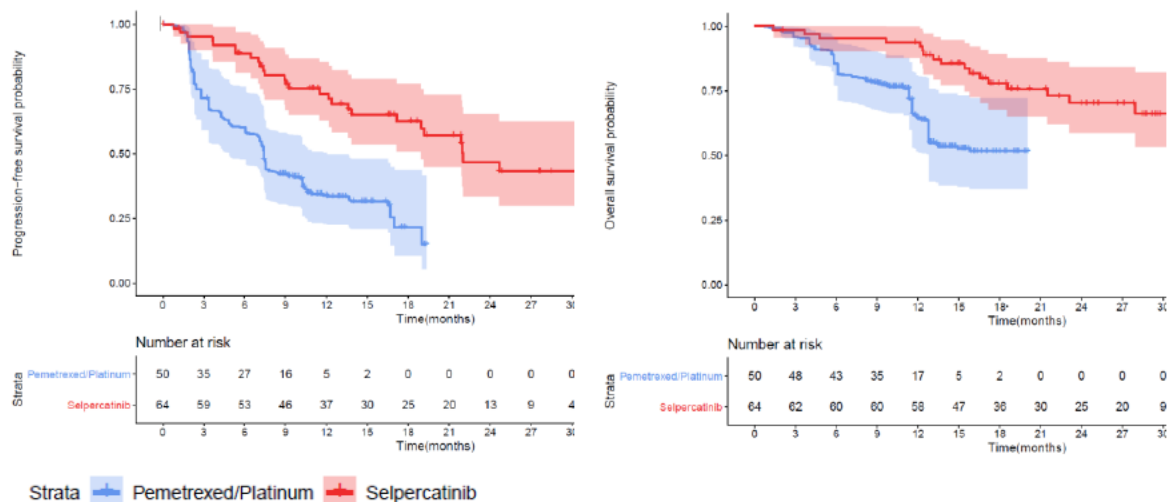 Progression-free survival probability
1.00
0.75
0.50
0.25
0.00
0 3 6 9 12 15 18 21 24 27 30
Time(months)
Number at risk
Strata
Pemetrexed/Platinum 50 35 27 16 5 2 0 0 0 0 0
Selpercatinib 64 59 53 46 37 30 25 20 13 9 4
0 3 6 9 12 15 18 21 24 27 30
Time(months)
Overall survival probability
1.00
0.75
0.50
0.25
0.00
0 3 6 9 12 15 18 21 24 27 30
Time(months)
Number at risk
Strata
Pemetrexed/Platinum 50 48 43 35 17 5 2 0 0 0 0
Selpercatinib 64 62 60 60 58 47 36 30 25 20 9
0 3 6 9 12 15 18 21 24 27 30
Time(months)
Strata Pemetrexed/Platinum Selpercatinib